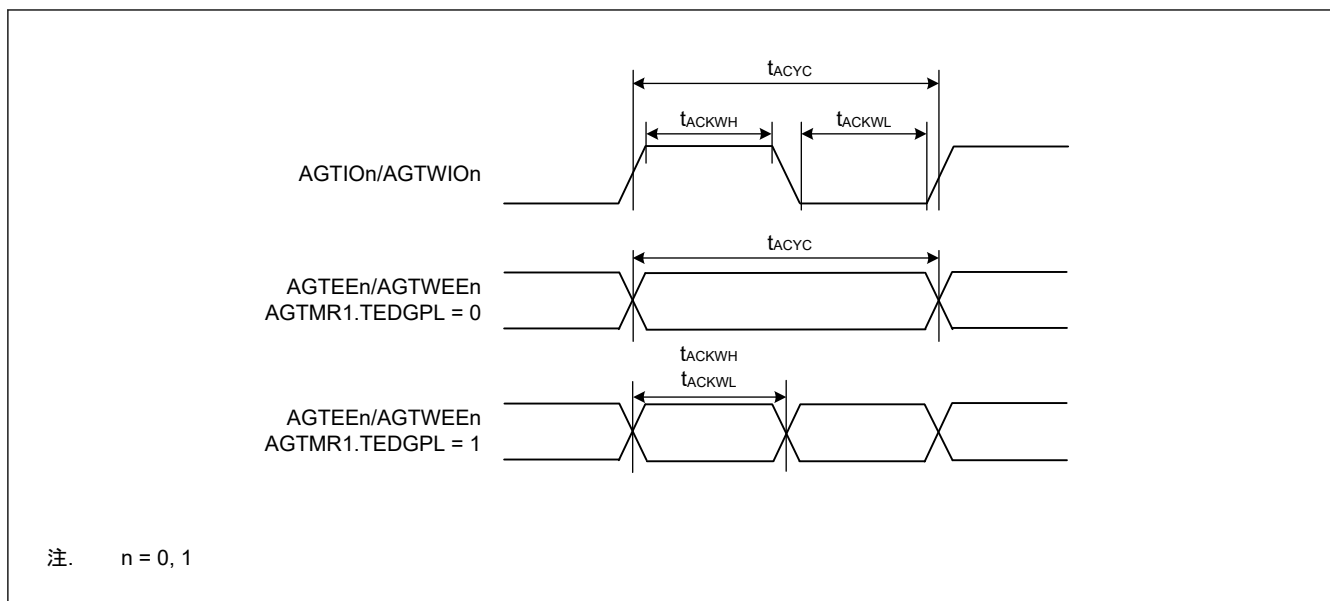 tACYC
tACKWH
tACKWL
AGTIOn/AGTWIOn
tACYC
AGTEEn/AGTWEEn
AGTMR1.TEDGPL = 0
tACKWH
tACKWL
AGTEEn/AGTWEEn
AGTMR1.TEDGPL = 1
注. n = 0, 1